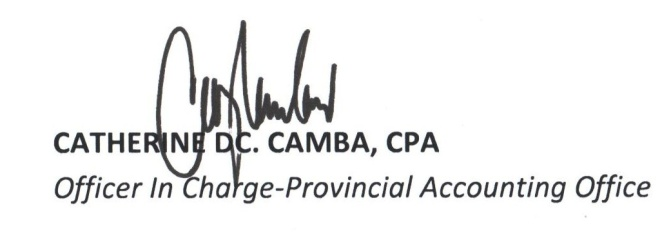 CATHERINE DC. CAMBA, CPA
Officer In Charge-Provincial Accounting Office